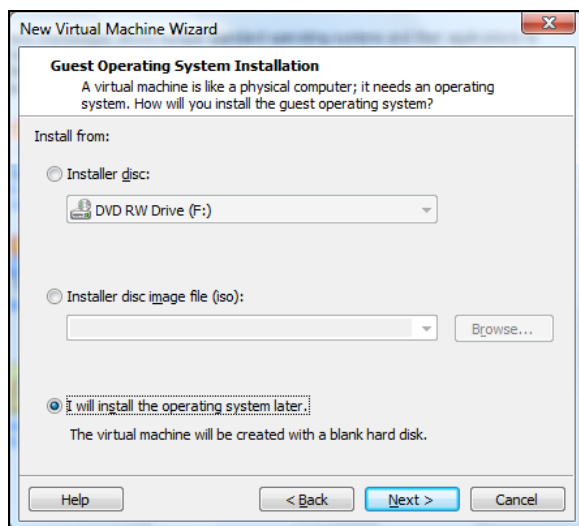 New Virtual Machine Wizard
Guest Operating System Installation
A virtual machine is like a physical computer; it needs an operating
system. How will you install the guest operating system?
Install from:
Installer disc:
DVD RW Drive (F:)
Installer disc image file (iso):
Browse...
I will install the operating system later.
The virtual machine will be created with a blank hard disk.
Help
< Back
Next >
Cancel